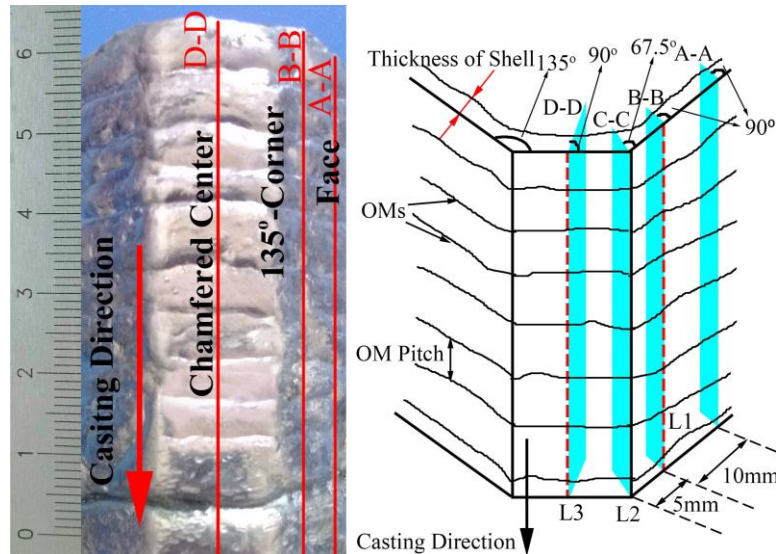 6
5
4
3
2
1
0
D-D
B-B
A-A
Chamfered Center
135°-Corner
Face
Casitng Direction
Thickness of Shell
135°
90°
67.5°
A-A
D-D
C-C
B-B
90°
OMs
OM Pitch
L1
10mm
5mm
L3
L2
Casting Direction